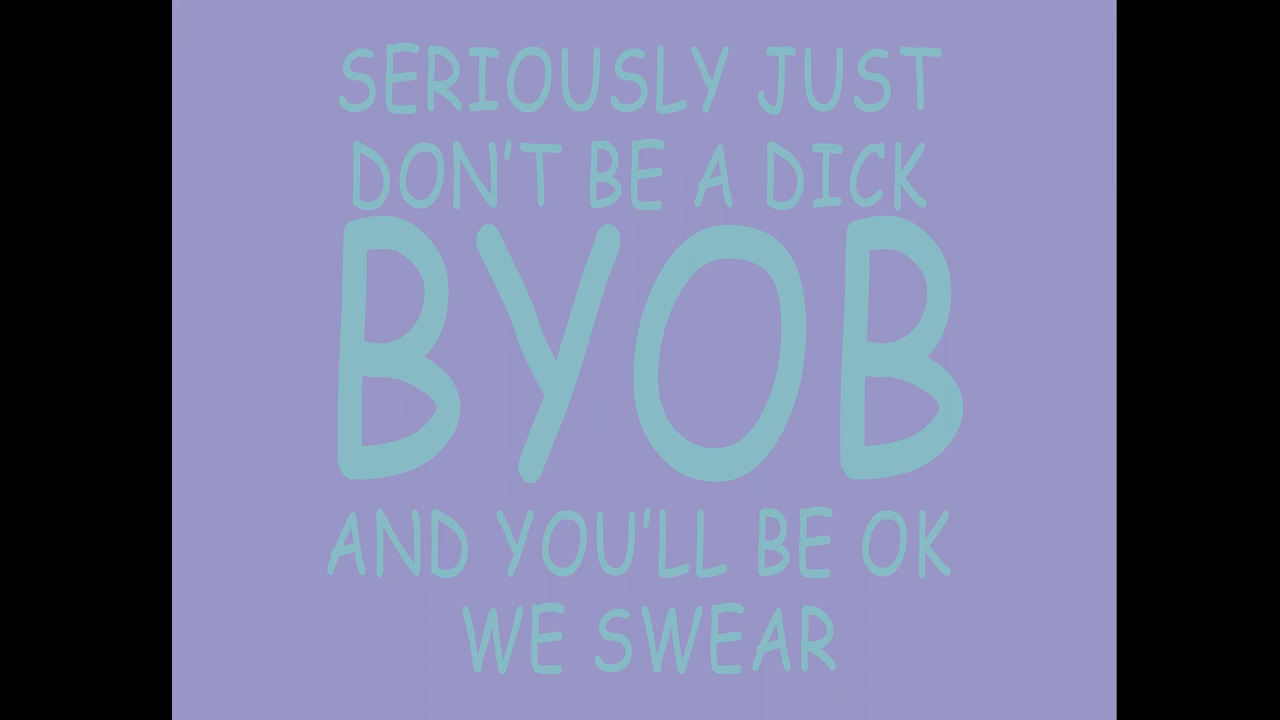 SERIOUSLY JUST
DON'T BE A DICK
BYOB
AND YOU'LL BE OK
WE SWEAR